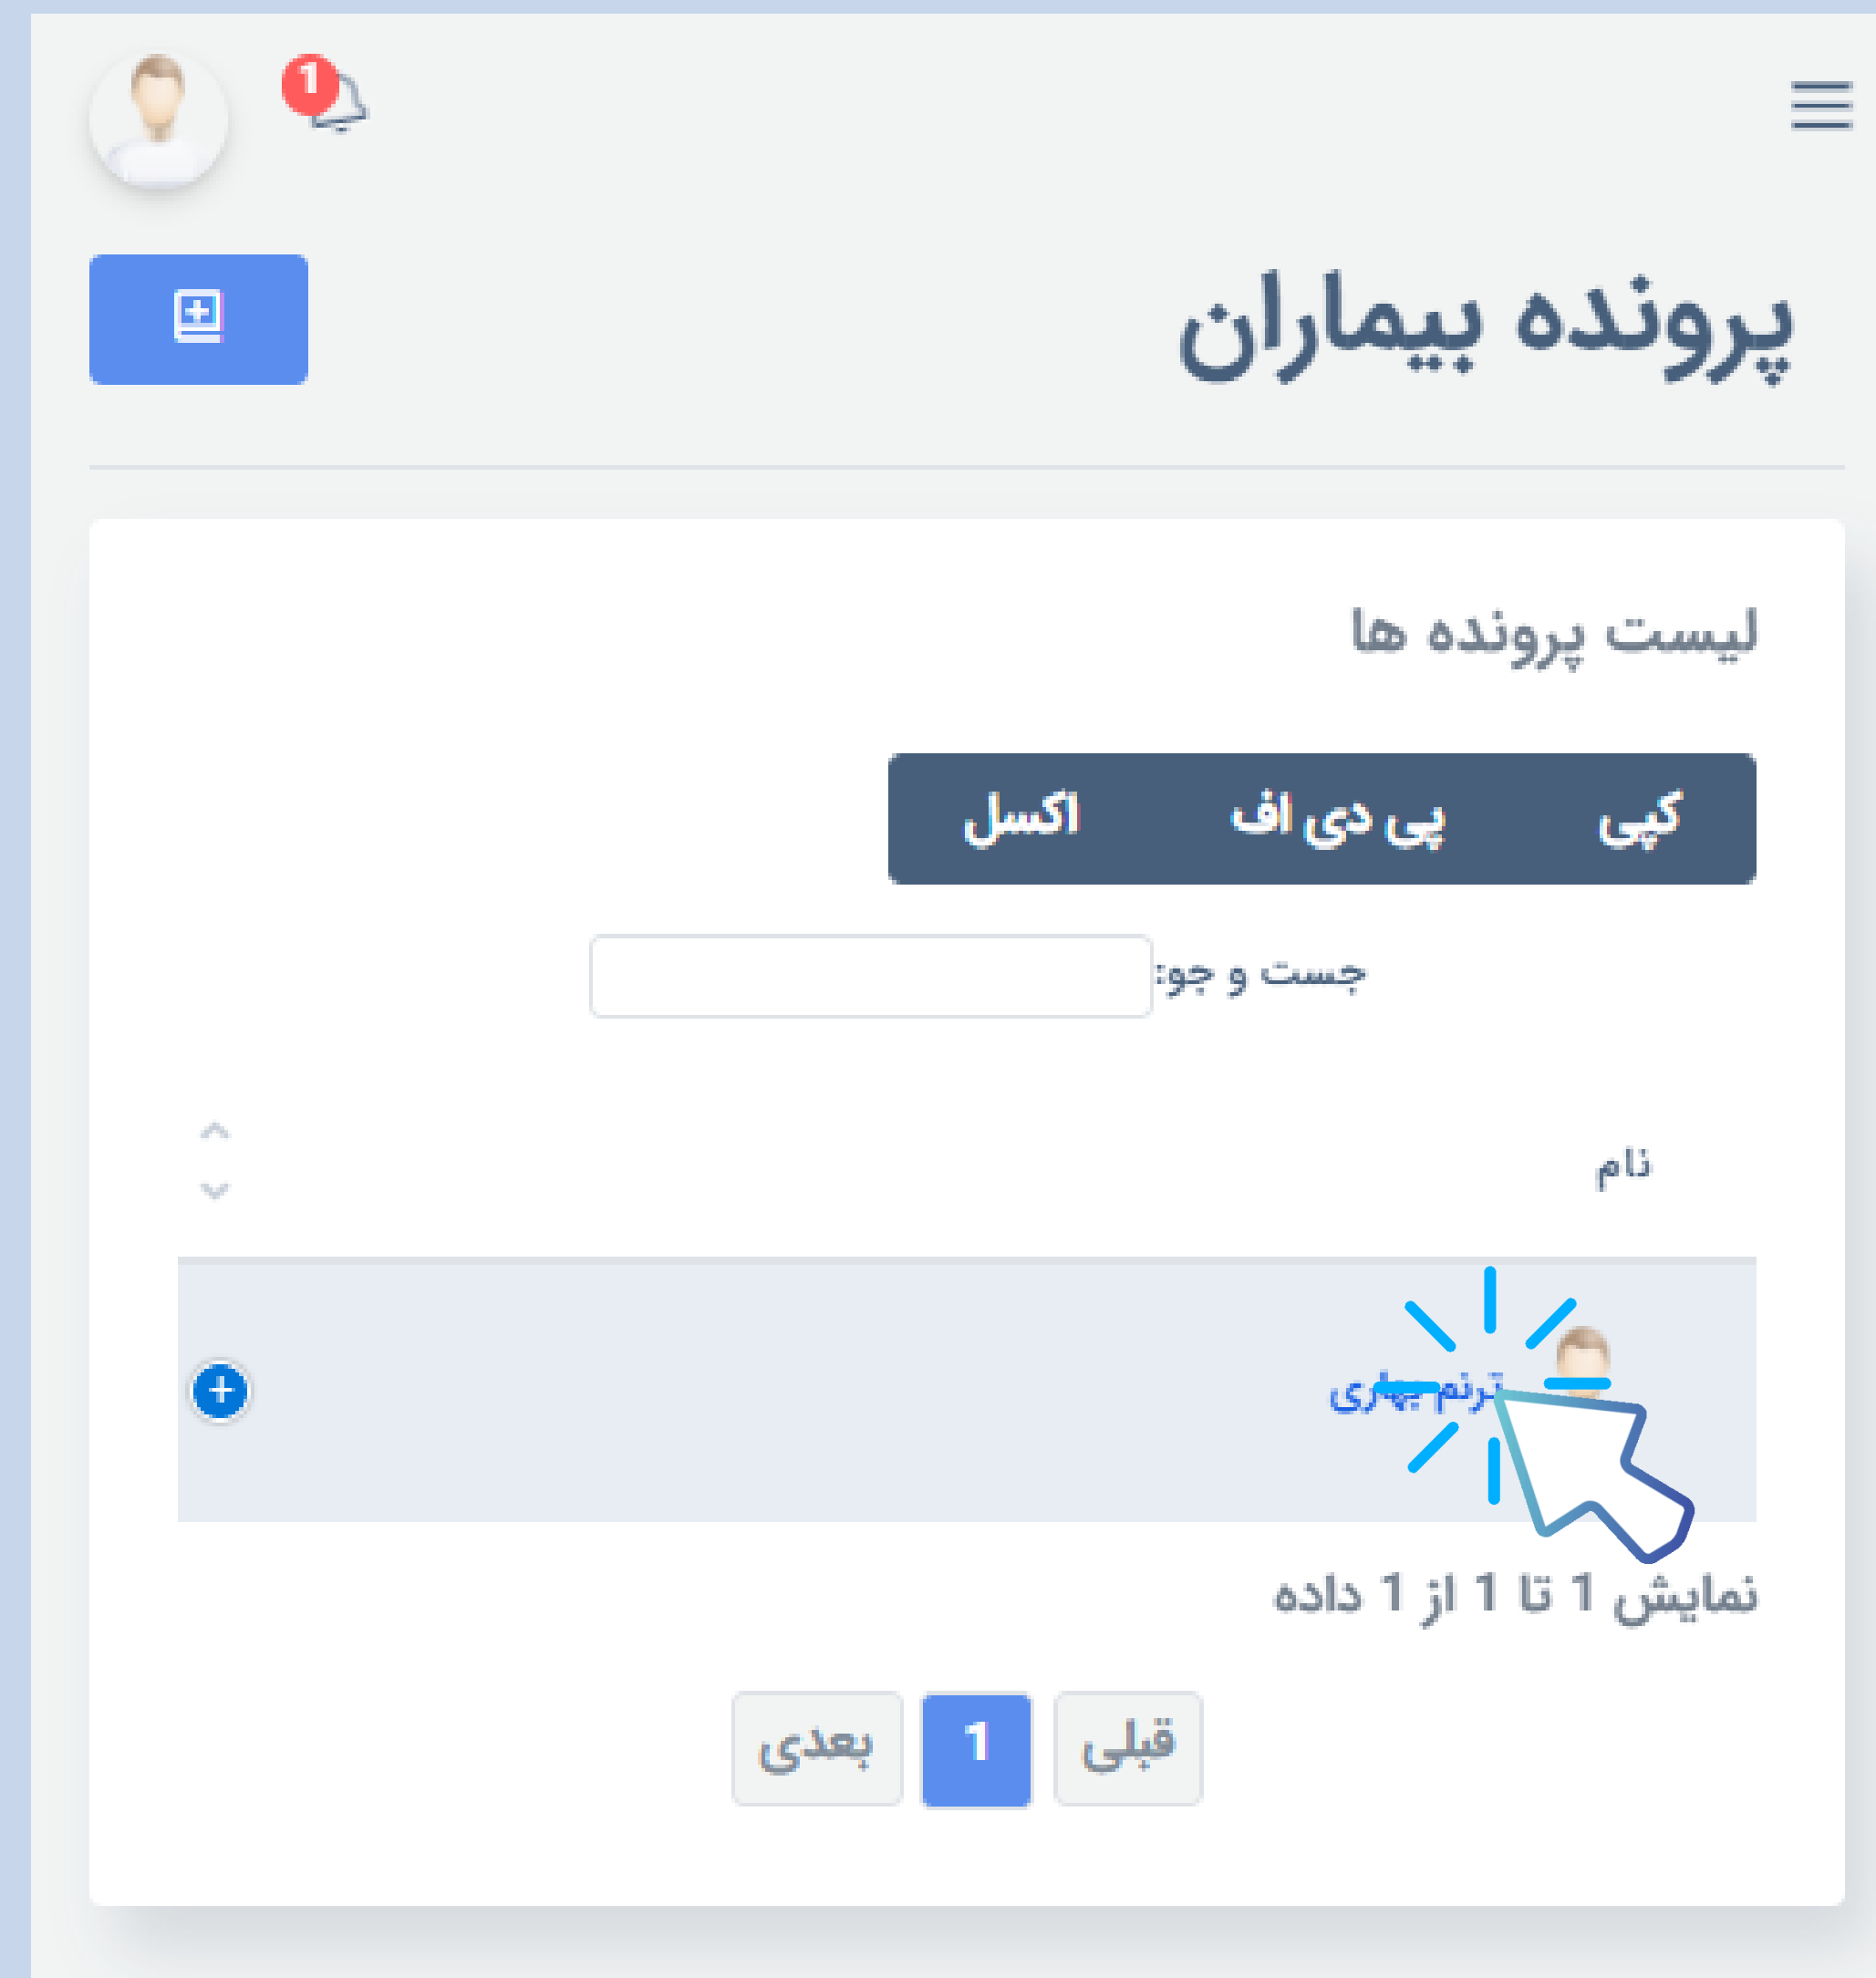 1
پرونده بیماران
لیست پرونده ها
کپی پی دی اف اکسل
جست و جو:
نام
ترنم بهاری
نمایش 1 تا 1 از 1 داده
قبلی 1 بعدی